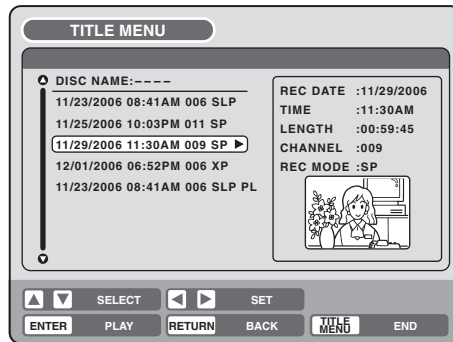 TITLE MENU
DISC NAME:––––
11/23/2006 08:41AM 006 SLP
11/25/2006 10:03PM 011 SP
11/29/2006 11:30AM 009 SP ▶
12/01/2006 06:52PM 006 XP
11/23/2006 08:41AM 006 SLP PL
REC DATE :11/29/2006
TIME :11:30AM
LENGTH :00:59:45
CHANNEL :009
REC MODE :SP
▲ ▼ SELECT ◀ ▶ SET
ENTER PLAY RETURN BACK TITLE MENU END